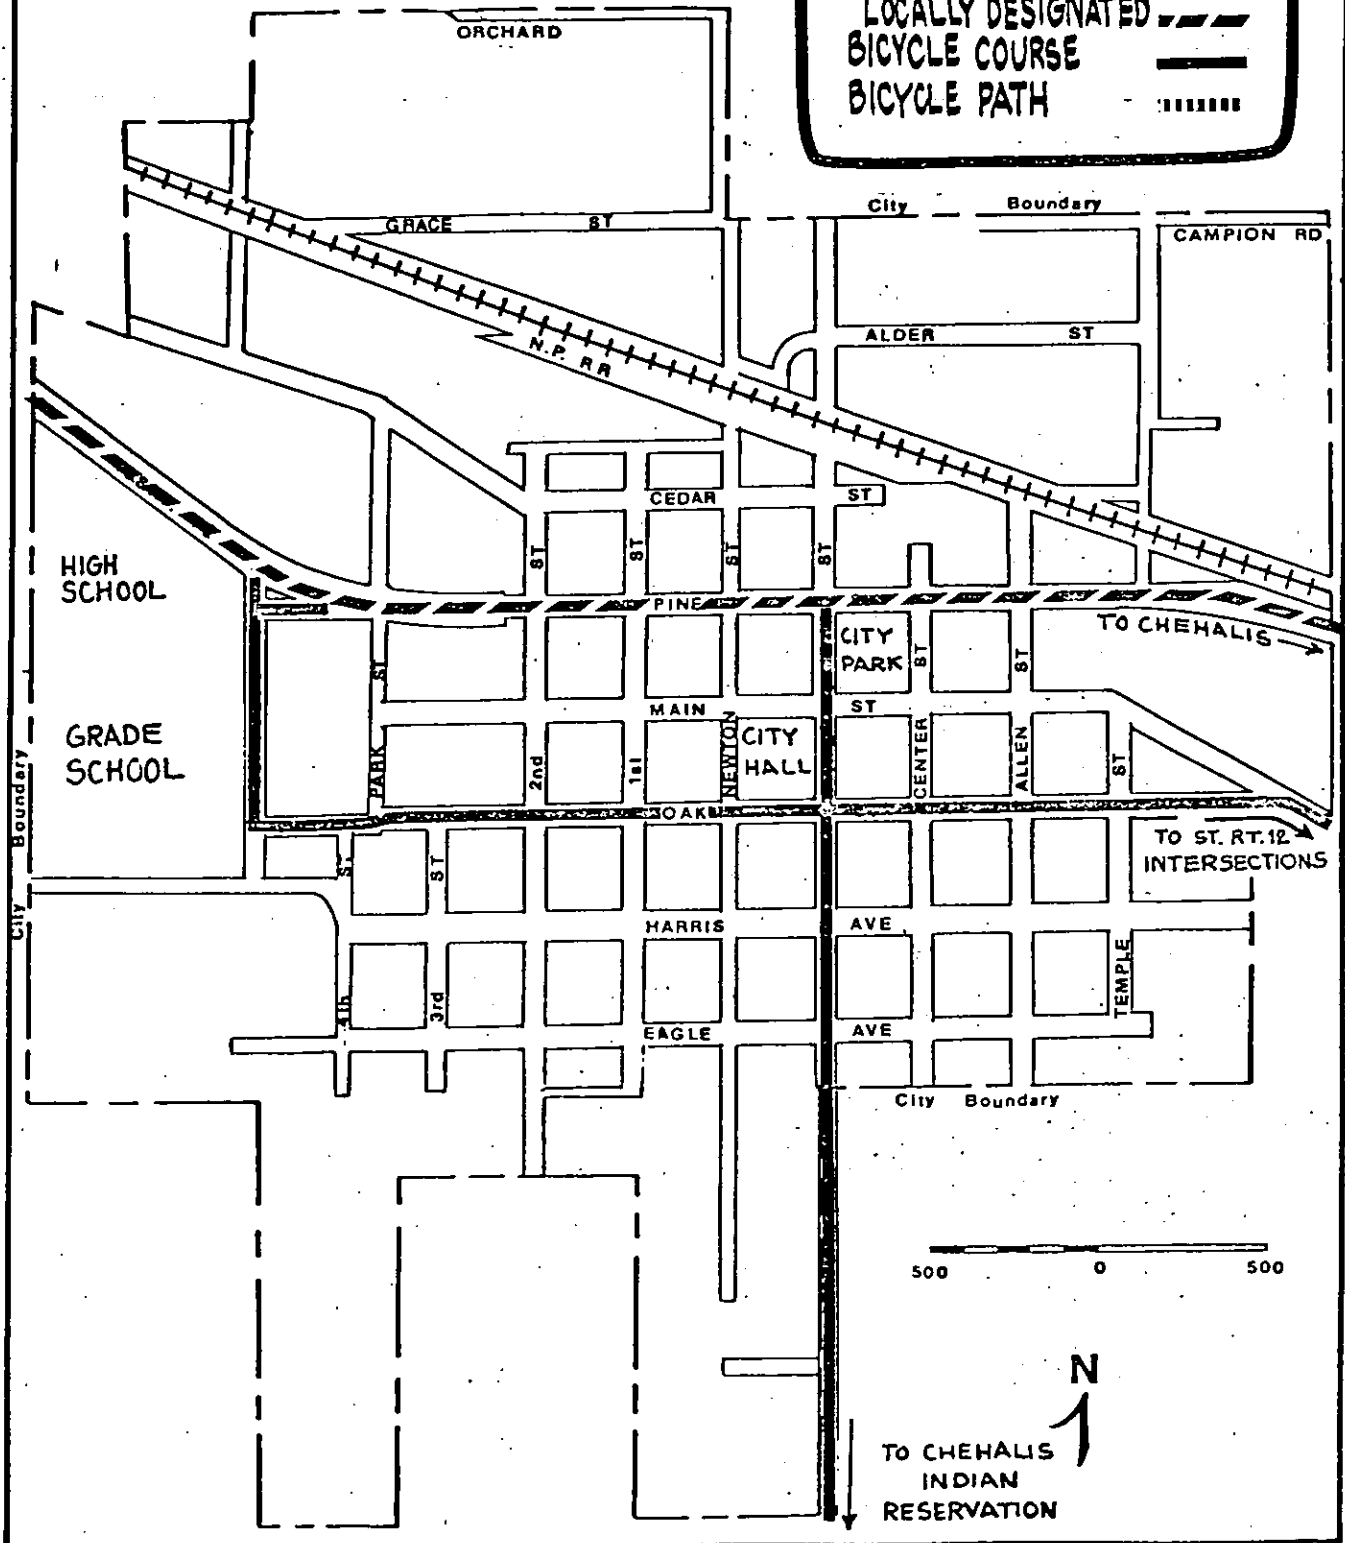 LOCALLY DESIGNATED
BICYCLE COURSE
BICYCLE PATH
ORCHARD
City Boundary
GRACE ST
CAMPION RD
ALDER ST
N.P. RR
CEDAR ST
ST ST ST ST
HIGH
SCHOOL
PINE
TO CHEHALIS
CITY
PARK
ST
ST
ST
MAIN ST
GRADE
SCHOOL
PARK
2nd
1st
NEWTON
CITY
HALL
CENTER
ALLEN
ST
City Boundary
OAK
TO ST. RT. 12
INTERSECTIONS
ST
ST
HARRIS AVE
4th
3rd
TEMPLE
EAGLE AVE
City Boundary
500 0 500
N
TO CHEHALIS
INDIAN
RESERVATION